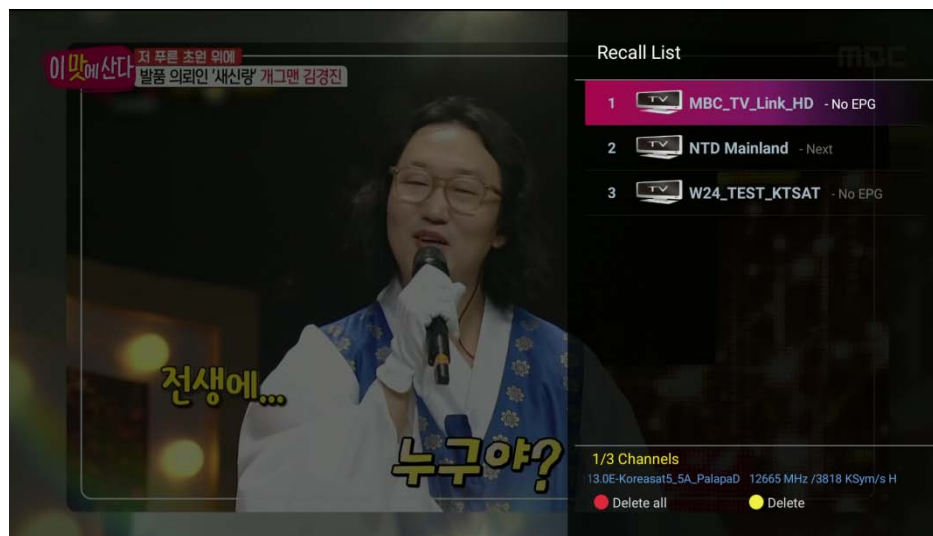 이 맛에 산다
저 푸른 초원 위에
발품 의뢰인 '새신랑' 개그맨 김경진
전생에...
누구야?
Recall List
MBC
1 TV MBC_TV_Link_HD - No EPG
2 TV NTD Mainland - Next
3 TV W24_TEST_KTSAT - No EPG
1/3 Channels
13.0E-Koreasat5_5A_PalapaD 12665 MHz /3818 KSym/s H
Delete all Delete